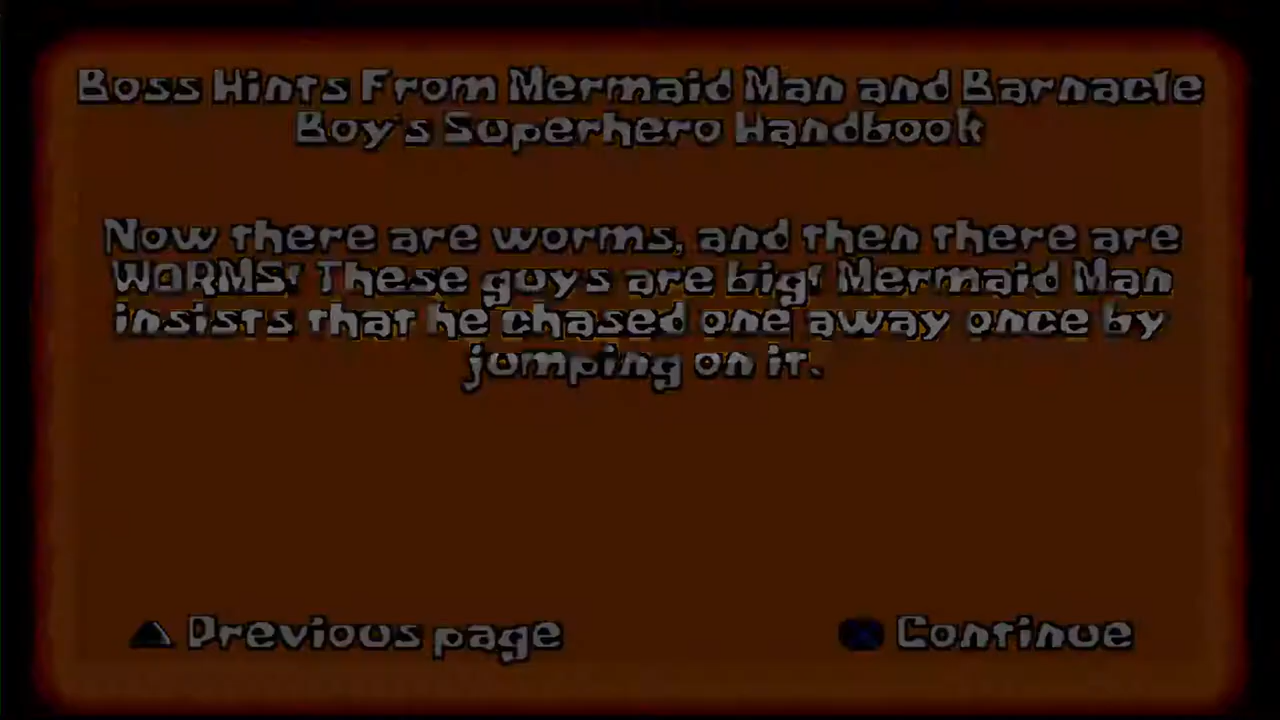 Boss Hints From Mermaid Man and Barnacle
Boy's Superhero Handbook
Now there are worms, and then there are
WORMS! These guys are big! Mermaid Man
insists that he chased one away once by
jumping on it.
Previous page
Continue